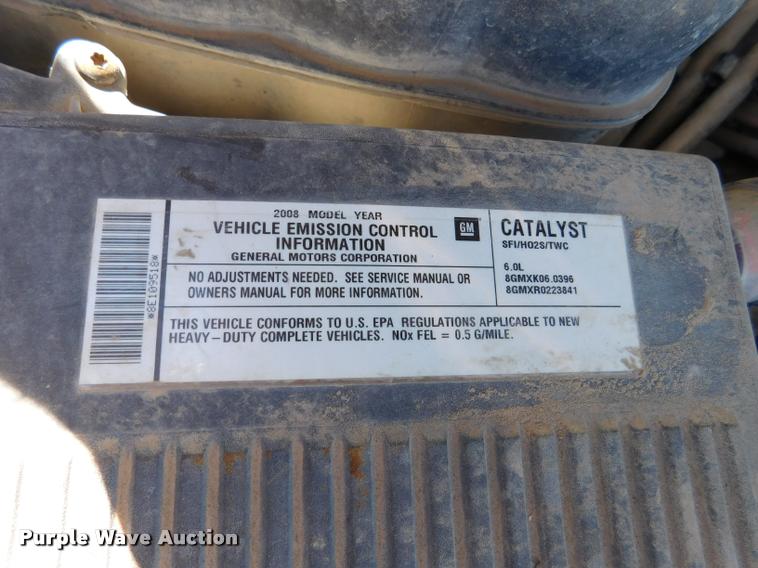 *8E109518*
2008 MODEL YEAR
VEHICLE EMISSION CONTROL
INFORMATION
GENERAL MOTORS CORPORATION
GM
NO ADJUSTMENTS NEEDED. SEE SERVICE MANUAL OR
OWNERS MANUAL FOR MORE INFORMATION.
CATALYST
SFI/HO2S/TWC
6.0L
8GMXK06.0396
8GMXR0223841
THIS VEHICLE CONFORMS TO U.S. EPA REGULATIONS APPLICABLE TO NEW
HEAVY-DUTY COMPLETE VEHICLES. NOx FEL = 0.5 G/MILE.
Purple Wave Auction